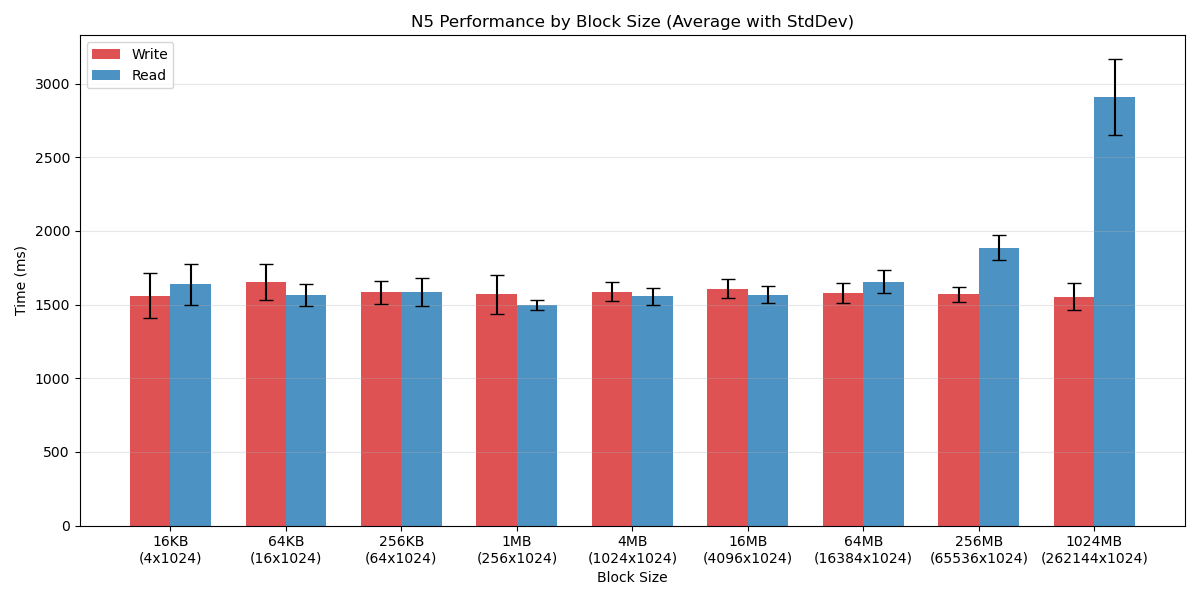 N5 Performance by Block Size (Average with StdDev)
Write
Read
Time (ms)
3000
2500
2000
1500
1000
500
0
16KB
(4x1024)
64KB
(16x1024)
256KB
(64x1024)
1MB
(256x1024)
4MB
(1024x1024)
16MB
(4096x1024)
64MB
(16384x1024)
256MB
(65536x1024)
1024MB
(262144x1024)
Block Size